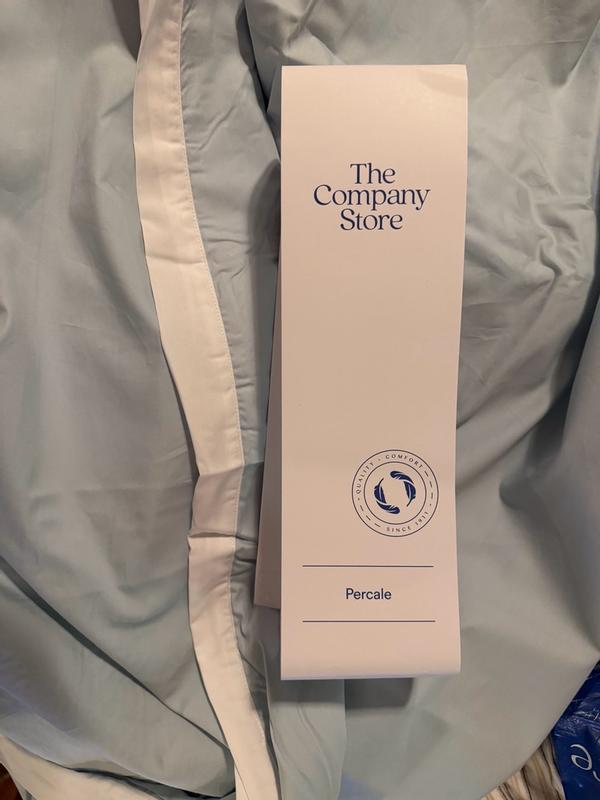 The
Company
Store
QUALITY • COMFORT
SINCE 1911
Percale